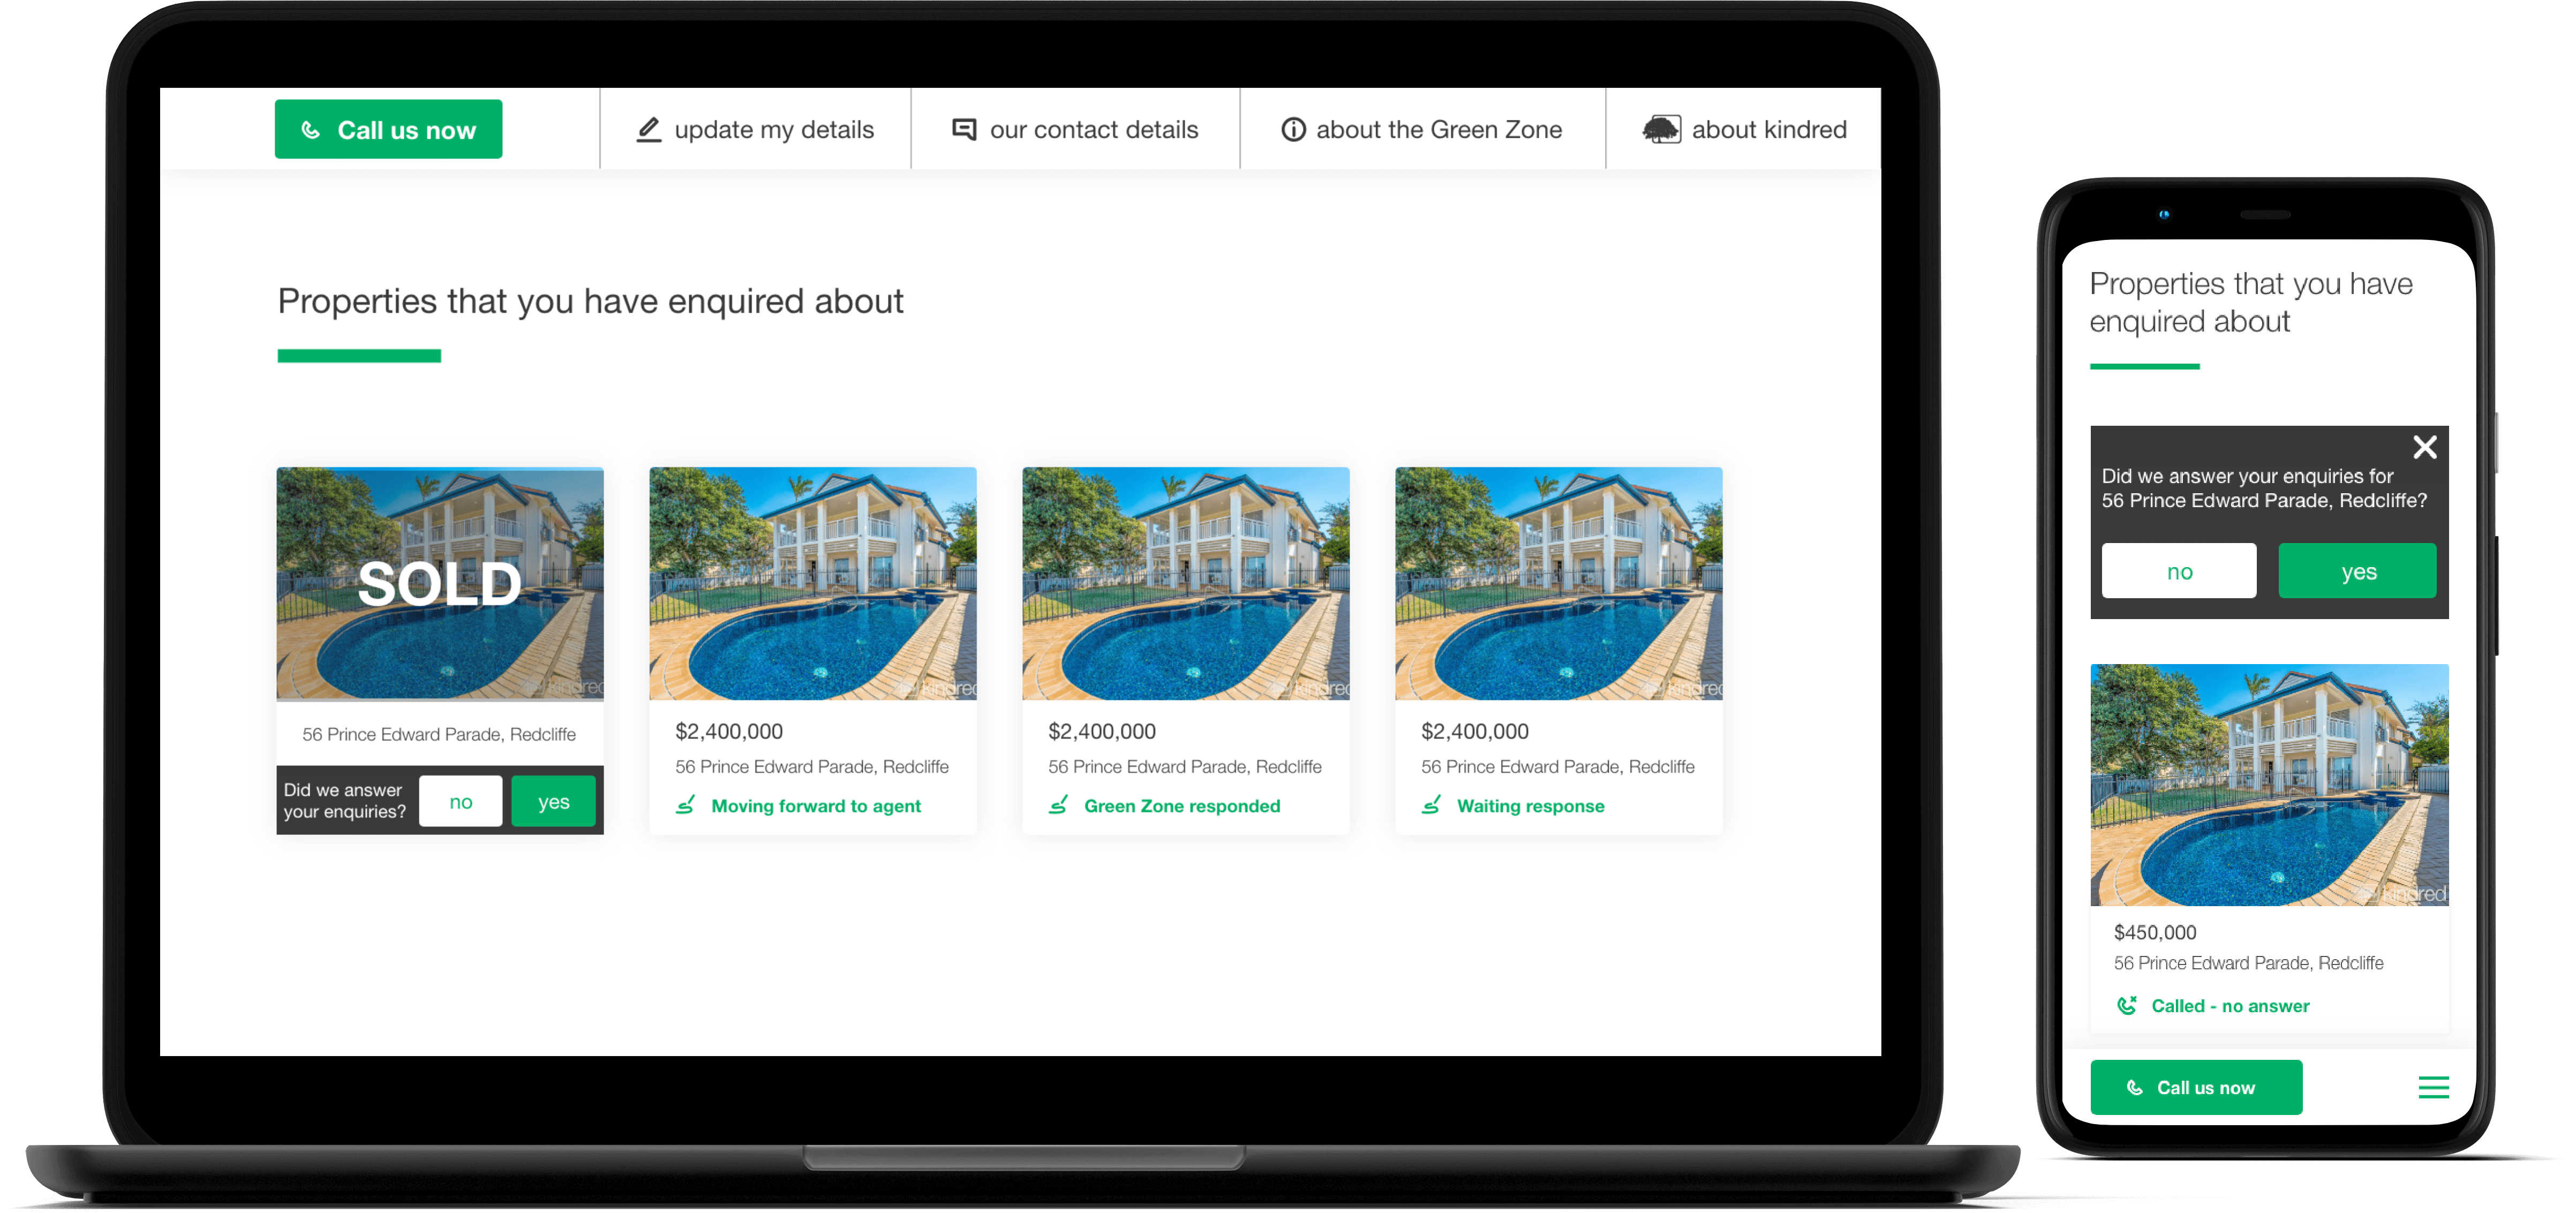 Call us now
update my details
our contact details
about the Green Zone
about kindred
Properties that you have enquired about
SOLD
kindred
56 Prince Edward Parade, Redcliffe
Did we answer
your enquiries?
no
yes
kindred
$2,400,000
56 Prince Edward Parade, Redcliffe
Moving forward to agent
kindred
$2,400,000
56 Prince Edward Parade, Redcliffe
Green Zone responded
kindred
$2,400,000
56 Prince Edward Parade, Redcliffe
Waiting response
Properties that you have
enquired about
Did we answer your enquiries for
56 Prince Edward Parade, Redcliffe?
no
yes
kindred
$450,000
56 Prince Edward Parade, Redcliffe
Called - no answer
Call us now